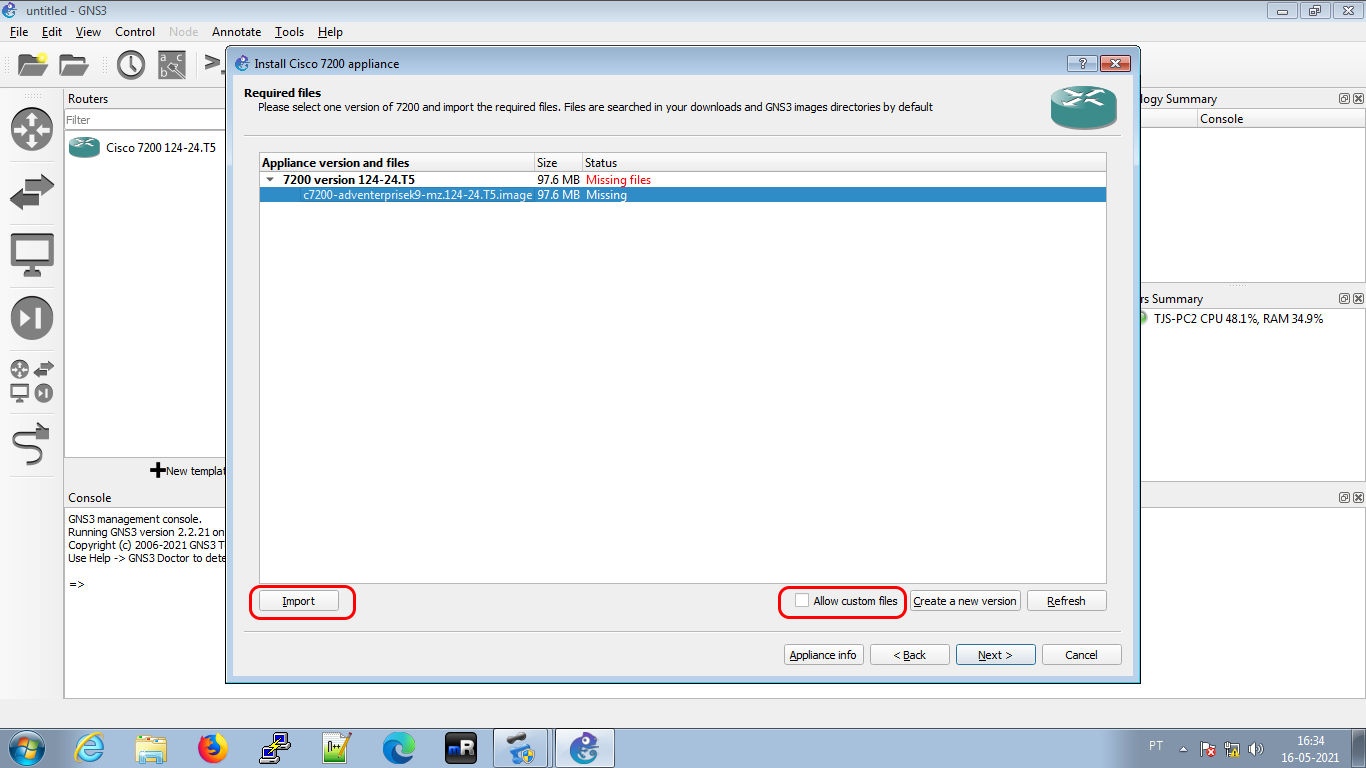 untitled - GNS3
File Edit View Control Node Annotate Tools Help
Install Cisco 7200 appliance
Required files
Please select one version of 7200 and import the required files. Files are searched in your downloads and GNS3 images directories by default
Routers
Filter
Cisco 7200 124-24.T5
Appliance version and files Size Status
7200 version 124-24.T5 97.6 MB Missing files
c7200-adventerprisek9-mz.124-24.T5.image 97.6 MB Missing
logy Summary
Console
rs Summary
TJS-PC2 CPU 48.1%, RAM 34.9%
New templat
Console
GNS3 management console.
Running GNS3 version 2.2.21 on
Copyright (c) 2006-2021 GNS3 T
Use Help -> GNS3 Doctor to dete
=>
Import Allow custom files Create a new version Refresh
Appliance info < Back Next > Cancel
PT
16:34
16-05-2021